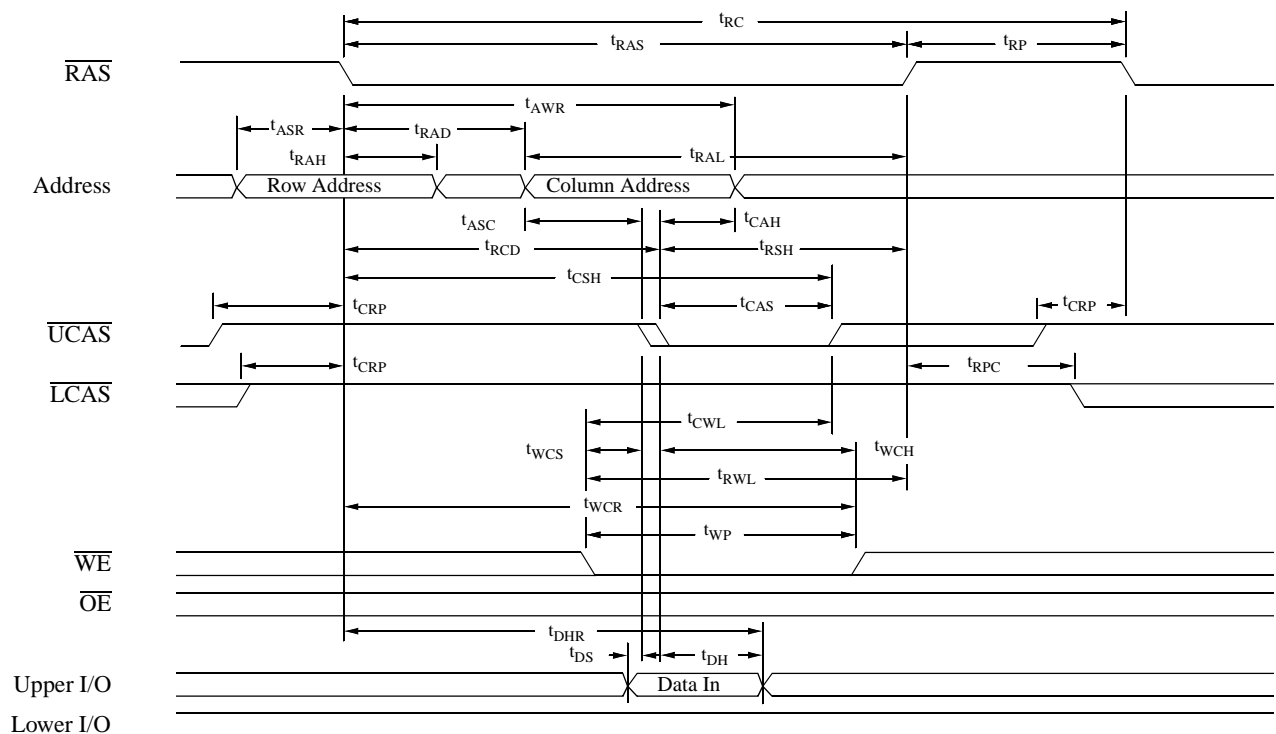 tRC
tRAS tRP
RAS
tAWR
tASR tRAD
tRAH tRAL
Address Row Address Column Address
tASC tCAH
tRCD tRSH
tCSH
tCRP tCAS tCRP
UCAS
tCRP tRPC
LCAS
tCWL
tWCS tWCH
tRWL
tWCR
tWP
WE
OE
tDHR
tDS tDH
Upper I/O Data In
Lower I/O